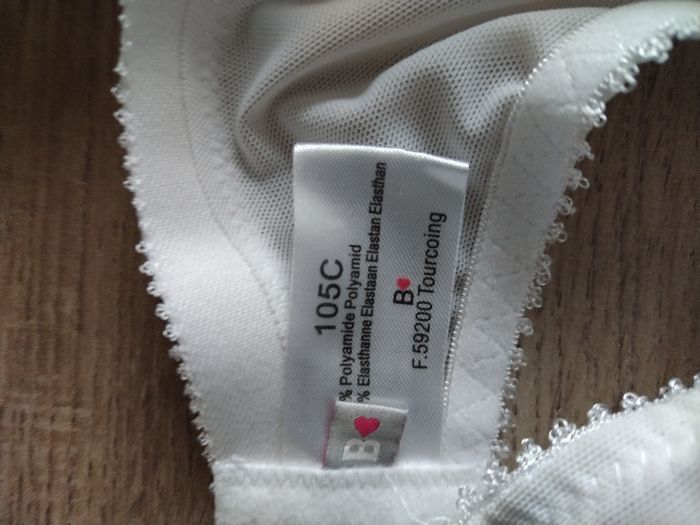 105C
% Polyamide Polyamid
% Elasthanne Elastaan Elastan Elasthan
B
F.59200 Tourcoing
B